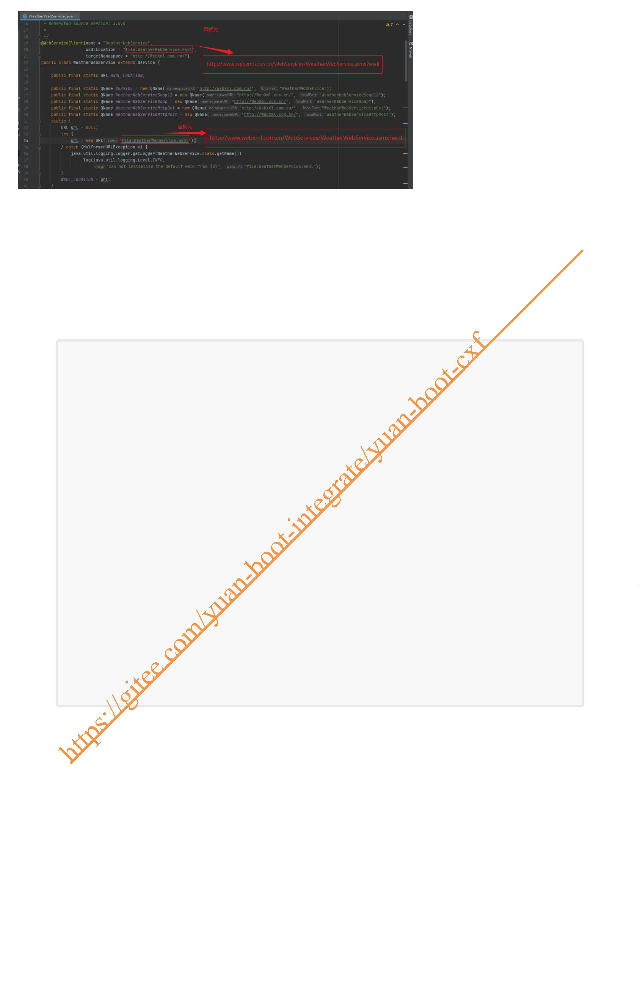 WeatherWebService.java
7
Database
Maven
16 * Generated source version: 3.5.0
17 *
替换为
18 */
19 @WebServiceClient(name = "WeatherWebService",
20 wsdlLocation = "file:WeatherWebService.wsdl",
21 targetNamespace = "http://WebXml.com.cn/")
22 public class WeatherWebService extends Service {
http://www.webxml.com.cn/WebServices/WeatherWebService.asmx?wsdl
23
24 public final static URL WSDL_LOCATION;
25
26 public final static QName SERVICE = new QName( namespaceURI: "http://WebXml.com.cn/", localPart: "WeatherWebService");
27 public final static QName WeatherWebServiceSoap12 = new QName( namespaceURI: "http://WebXml.com.cn/", localPart: "WeatherWebServiceSoap12");
28 public final static QName WeatherWebServiceSoap = new QName( namespaceURI: "http://WebXml.com.cn/", localPart: "WeatherWebServiceSoap");
29 public final static QName WeatherWebServiceHttpGet = new QName( namespaceURI: "http://WebXml.com.cn/", localPart: "WeatherWebServiceHttpGet");
30 public final static QName WeatherWebServiceHttpPost = new QName( namespaceURI: "http://WebXml.com.cn/", localPart: "WeatherWebServiceHttpPost");
31 static {
32 URL url = null;
替换为
33 try {
34 url = new URL( spec: "file:WeatherWebService.wsdl");
http://www.webxml.com.cn/WebServices/WeatherWebService.asmx?wsdl
35 } catch (MalformedURLException e) {
36 java.util.logging.Logger.getLogger(WeatherWebService.class.getName())
37 .log(java.util.logging.Level.INFO,
38 msg: "Can not initialize the default wsdl from {0}", param1: "file:WeatherWebService.wsdl");
39 }
40 WSDL_LOCATION = url;
41 }
https://gitee.com/yuan-boot-integrate/yuan-boot-cxf